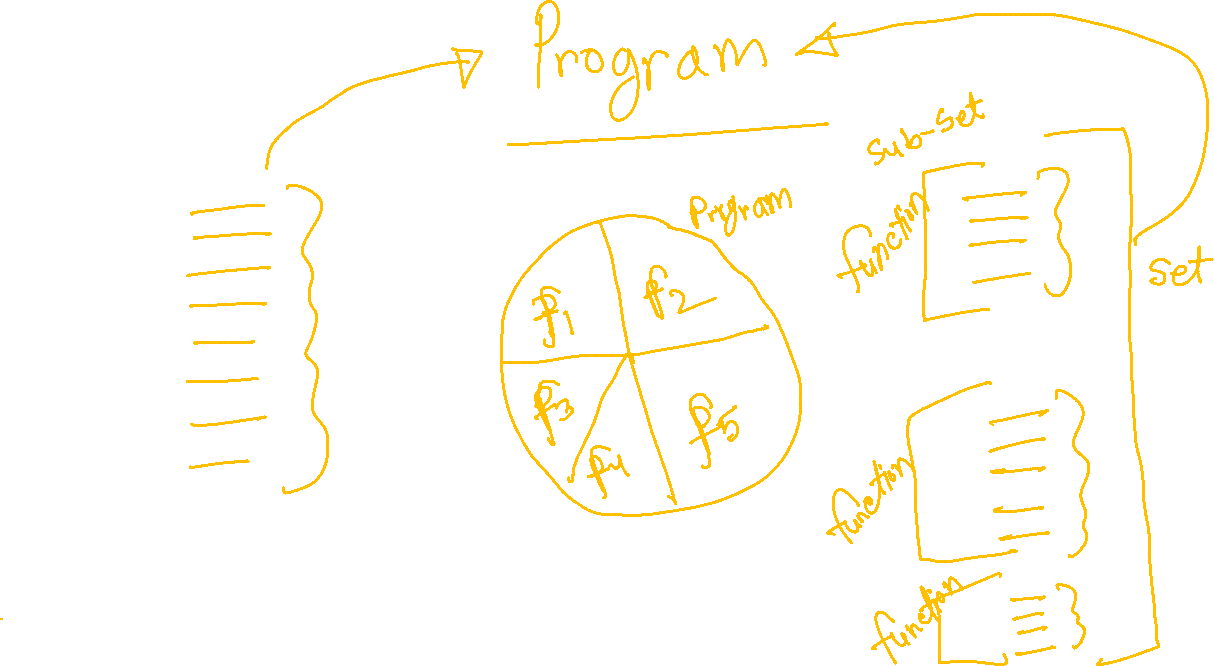 Program
sub-set
function
Program
set
f1
f2
f3
f4
f5
function
function